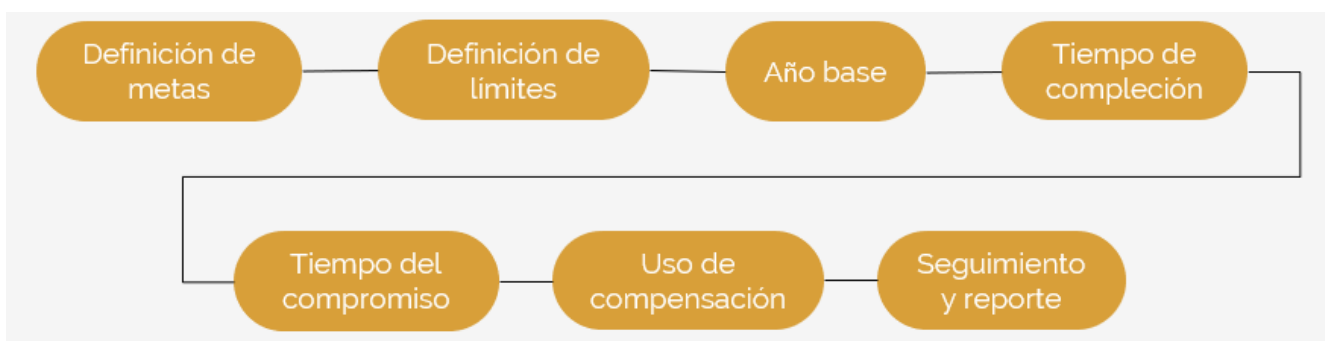 Definición de
metas
Definición de
límites
Año base
Tiempo de
compleción
Tiempo del
compromiso
Uso de
compensación
Seguimiento
y reporte